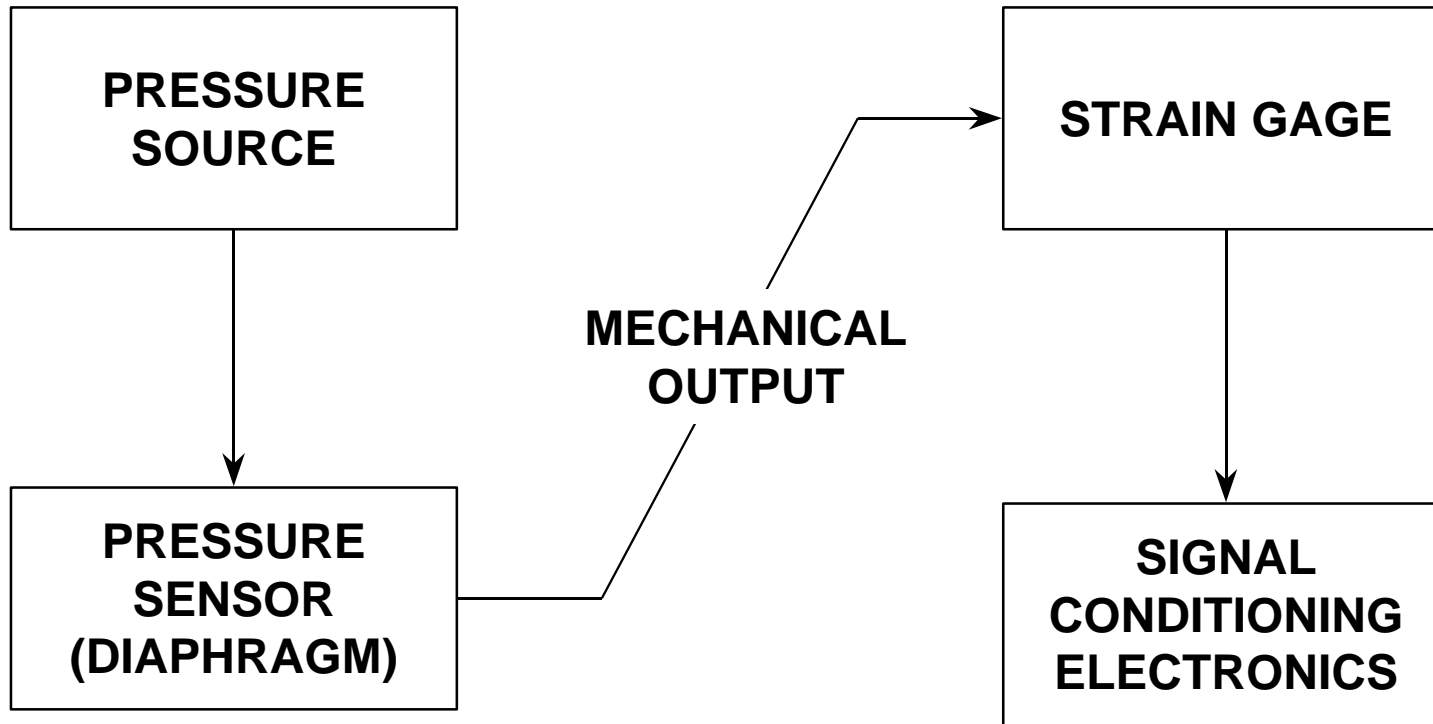 PRESSURE
SOURCE
PRESSURE
SENSOR
(DIAPHRAGM)
MECHANICAL
OUTPUT
STRAIN GAGE
SIGNAL
CONDITIONING
ELECTRONICS